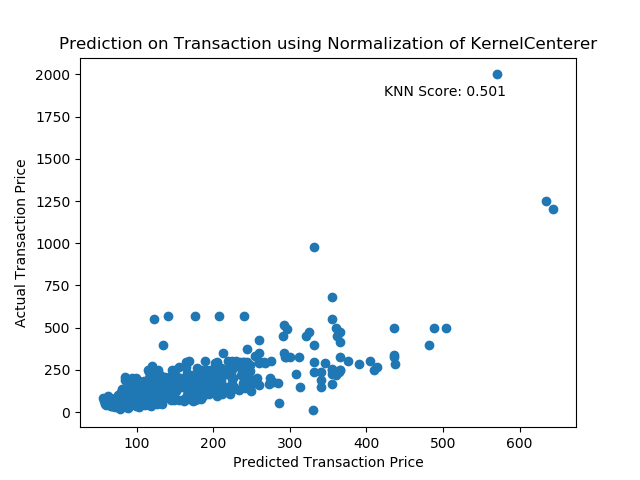 Prediction on Transaction using Normalization of KernelCenterer
2000
KNN Score: 0.501
1750
1500
1250
1000
750
500
250
0
Actual Transaction Price
100 200 300 400 500 600
Predicted Transaction Price